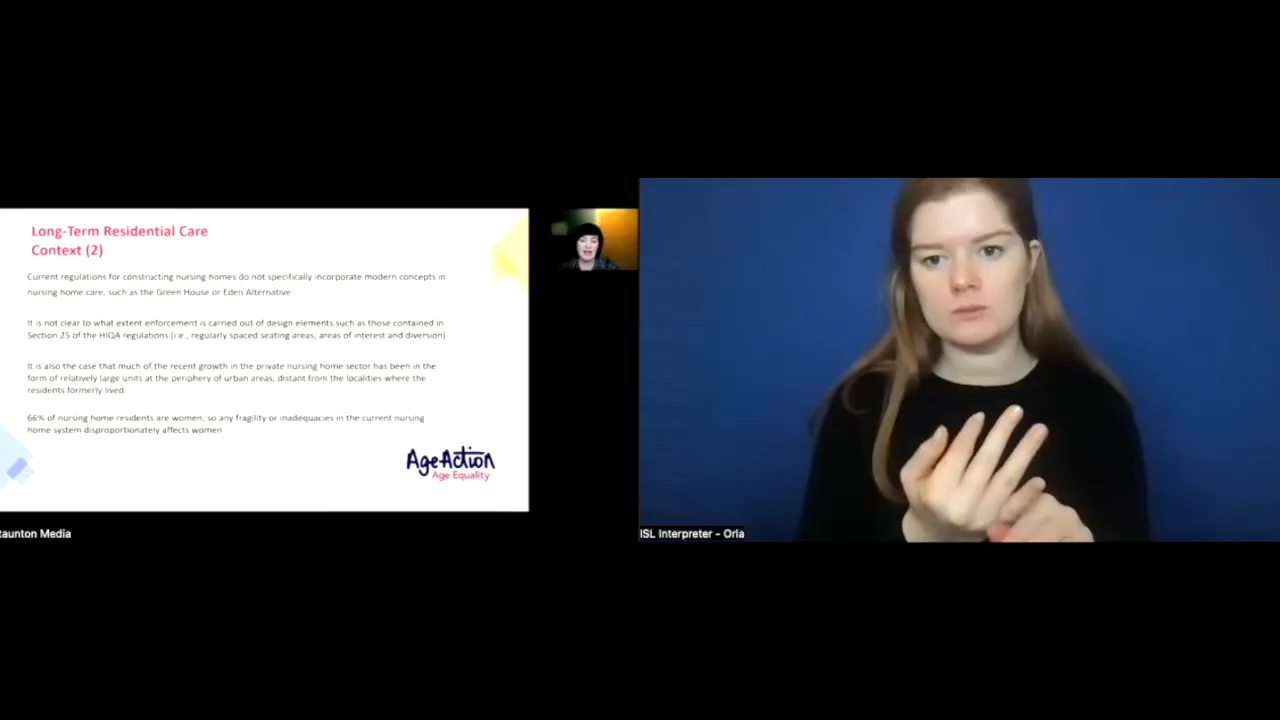 Long-Term Residential Care
Context (2)
Current regulations for constructing nursing homes do not specifically incorporate modern concepts in
nursing home care, such as the Green House or Eden Alternative
It is not clear to what extent enforcement is carried out of design elements such as those contained in
Section 25 of the HIQA regulations (i.e., regularly spaced seating areas, areas of interest and diversion)
It is also the case that much of the recent growth in the private nursing home sector has been in the
form of relatively large units at the periphery of urban areas, distant from the localities where the
residents formerly lived.
66% of nursing home residents are women, so any fragility or inadequacies in the current nursing
home system disproportionately affects women
Age Action
Age Equality
taunton Media
ISL Interpreter - Orla